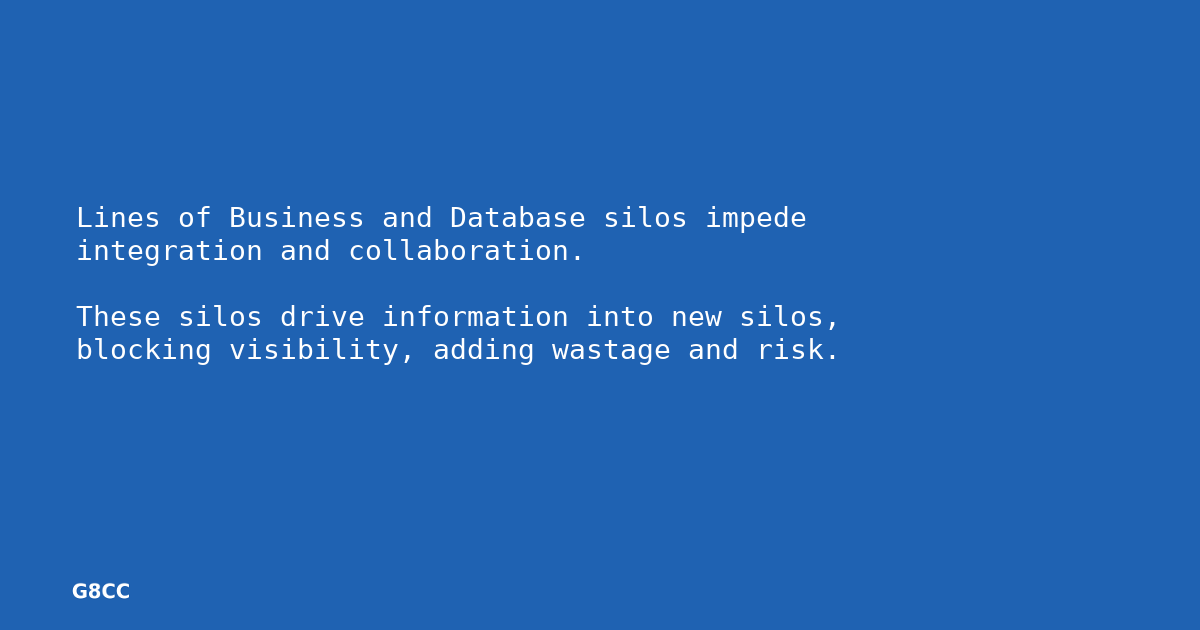 Lines of Business and Database silos impede
integration and collaboration.
These silos drive information into new silos,
blocking visibility, adding wastage and risk.
G8CC